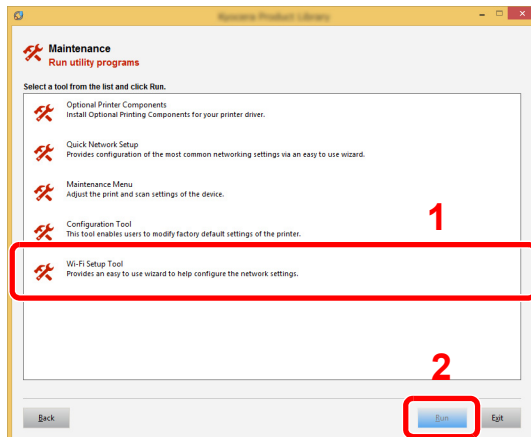 Kyocera Product Library
Maintenance
Run utility programs
Select a tool from the list and click Run.
Optional Printer Components
Install Optional Printing Components for your printer driver.
Quick Network Setup
Provides configuration of the most common networking settings via an easy to use wizard.
Maintenance Menu
Adjust the print and scan settings of the device.
Configuration Tool
This tool enables users to modify factory default settings of the printer.
1
Wi-Fi Setup Tool
Provides an easy to use wizard to help configure the network settings.
2
Back
Run
Exit